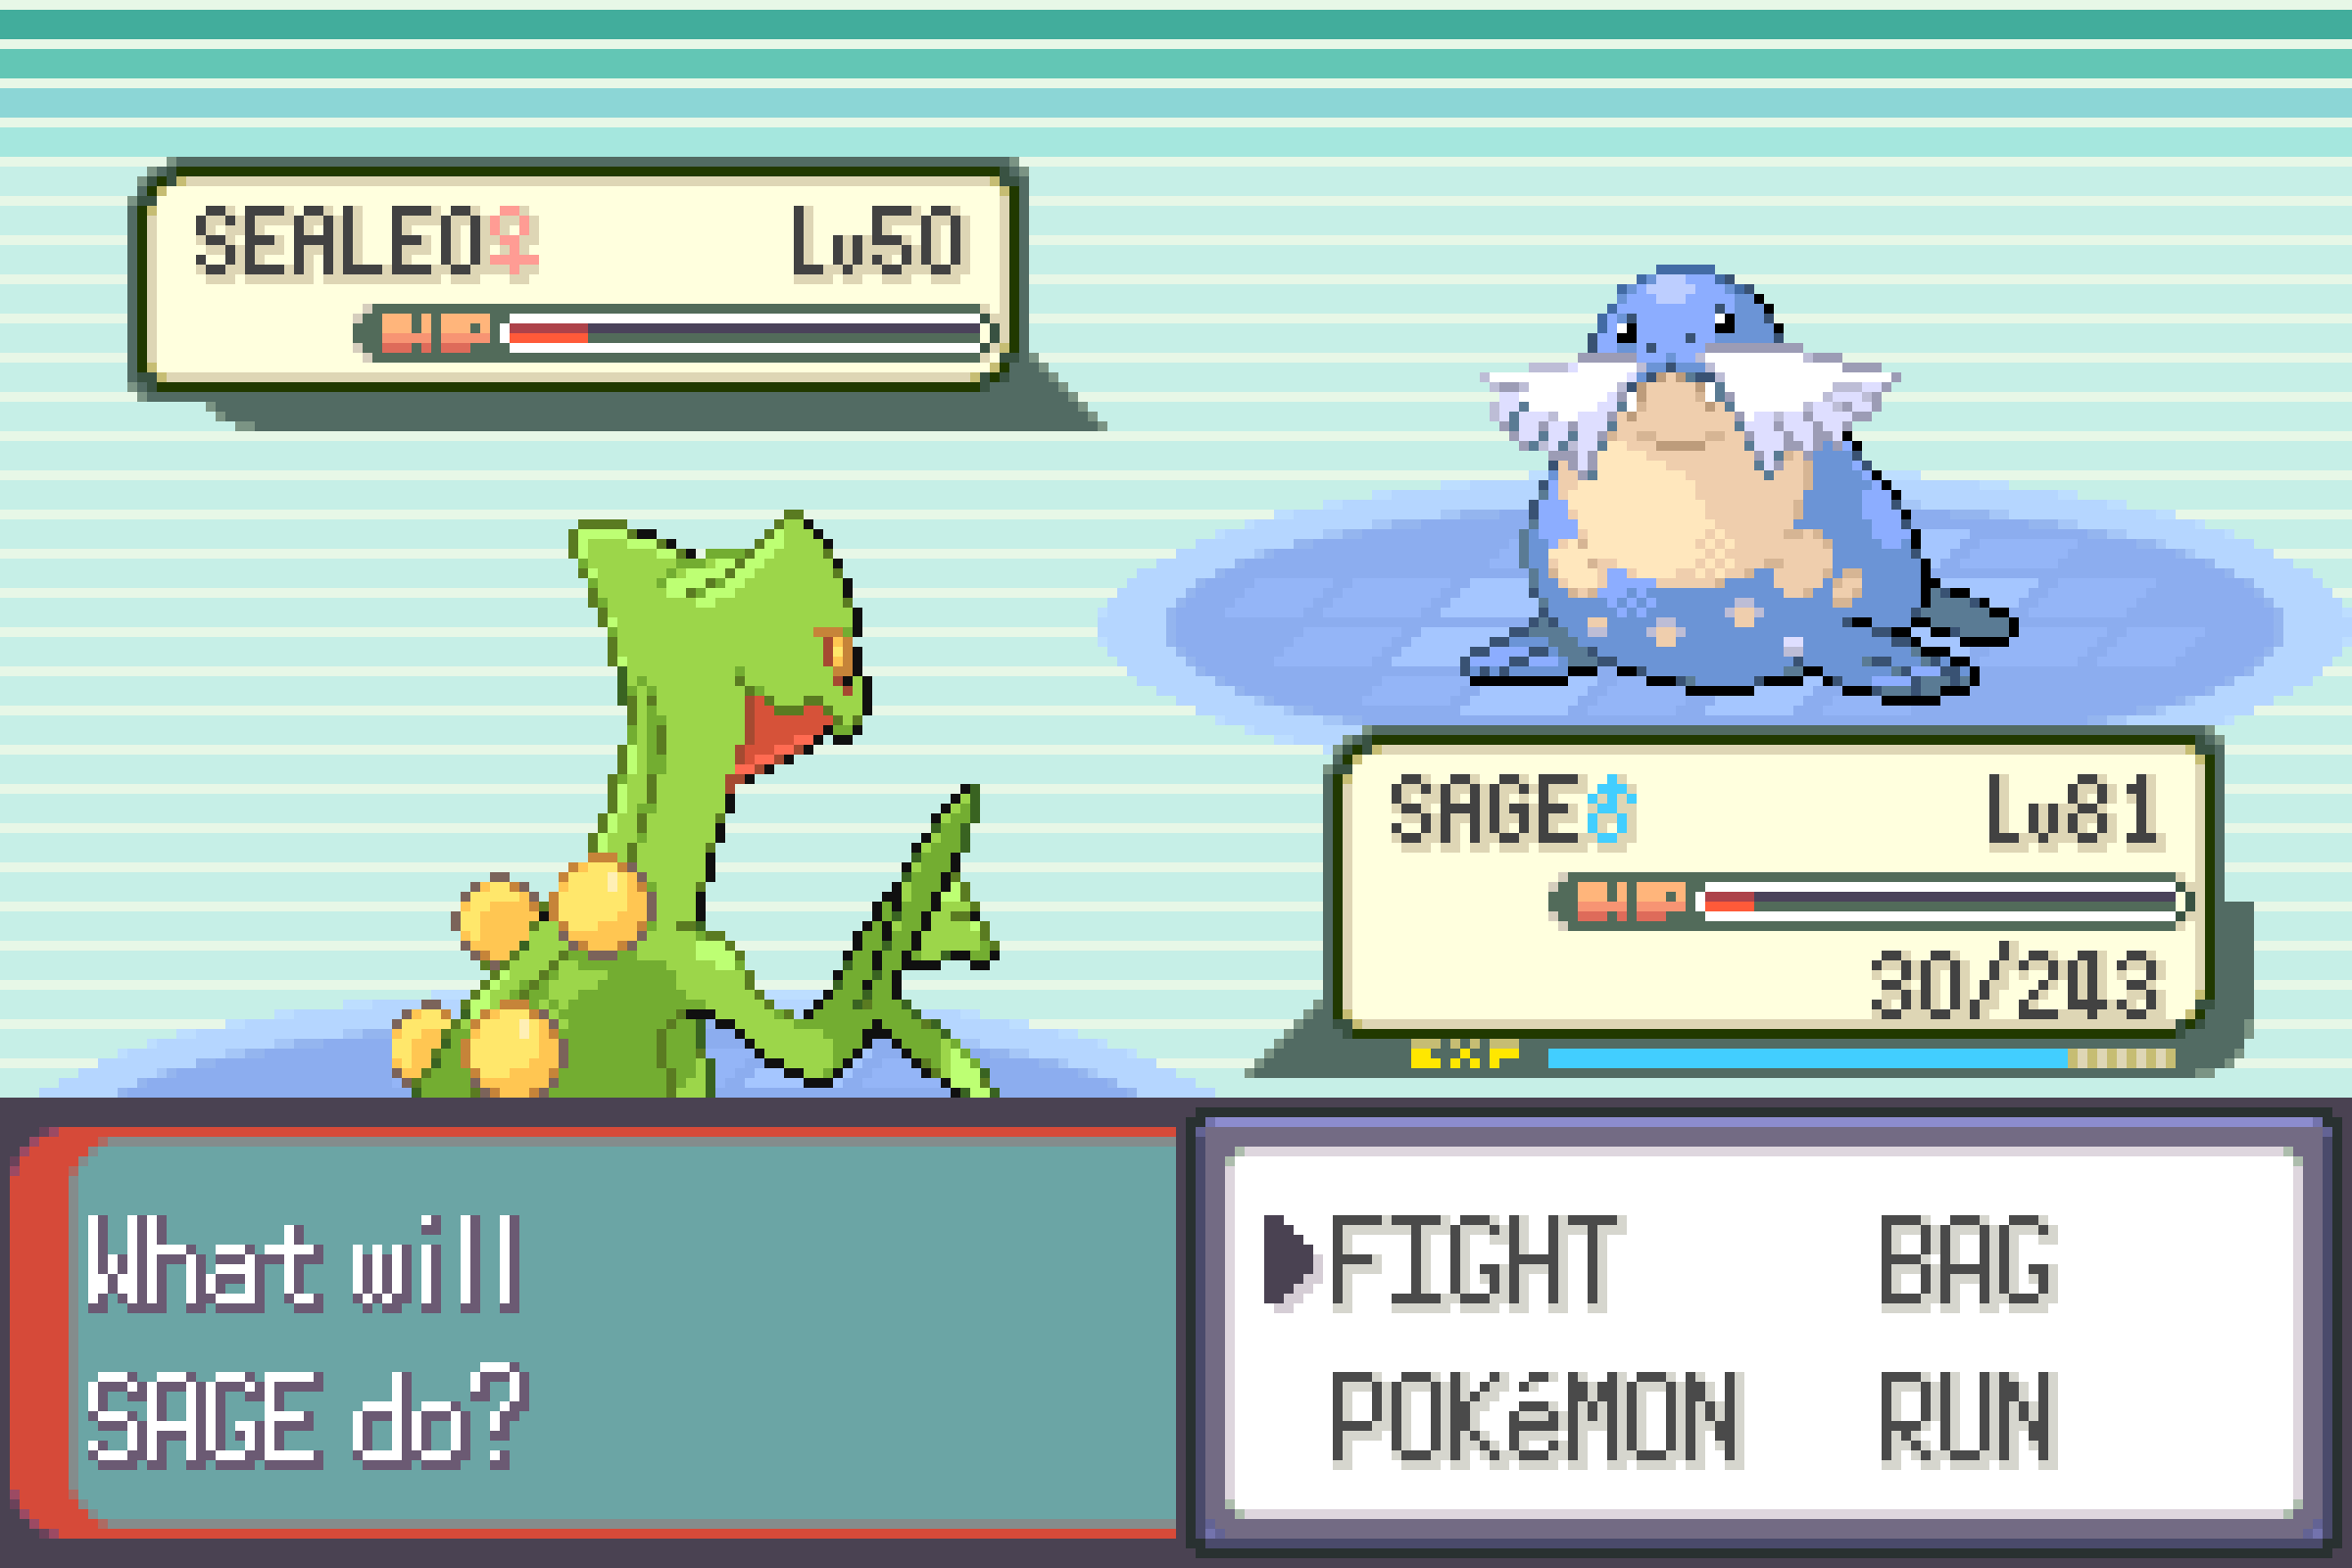 SEALEO♀ Lv50
HP
SAGE♂ Lv81
HP
30/243
EXP
What will
SAGE do?
FIGHT BAG
POKéMON RUN